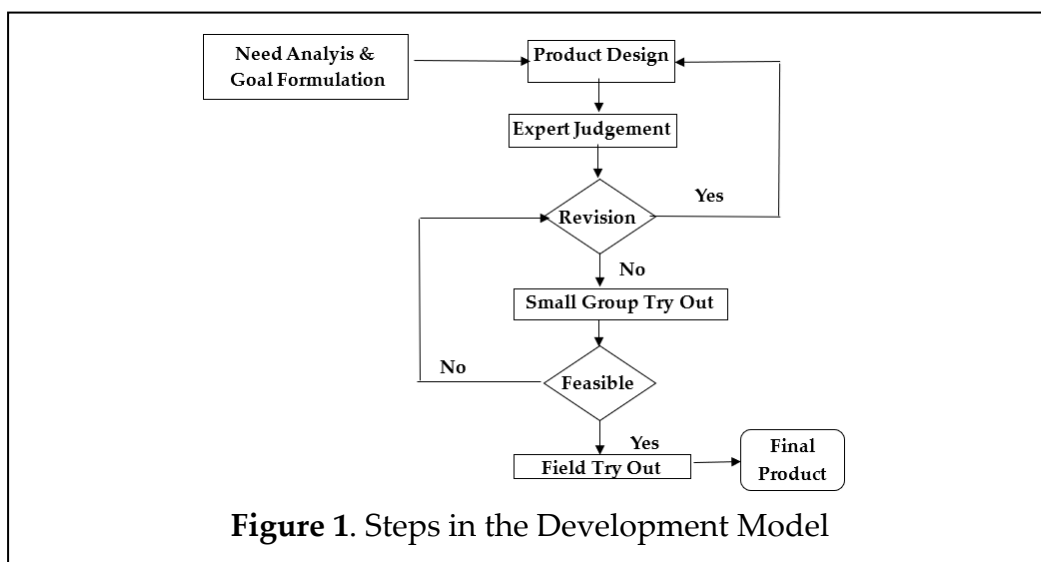 Need Analyis &
Goal Formulation
Product Design
Expert Judgement
Revision
Yes
No
Small Group Try Out
No
Feasible
Yes
Field Try Out
Final
Product
Figure 1. Steps in the Development Model